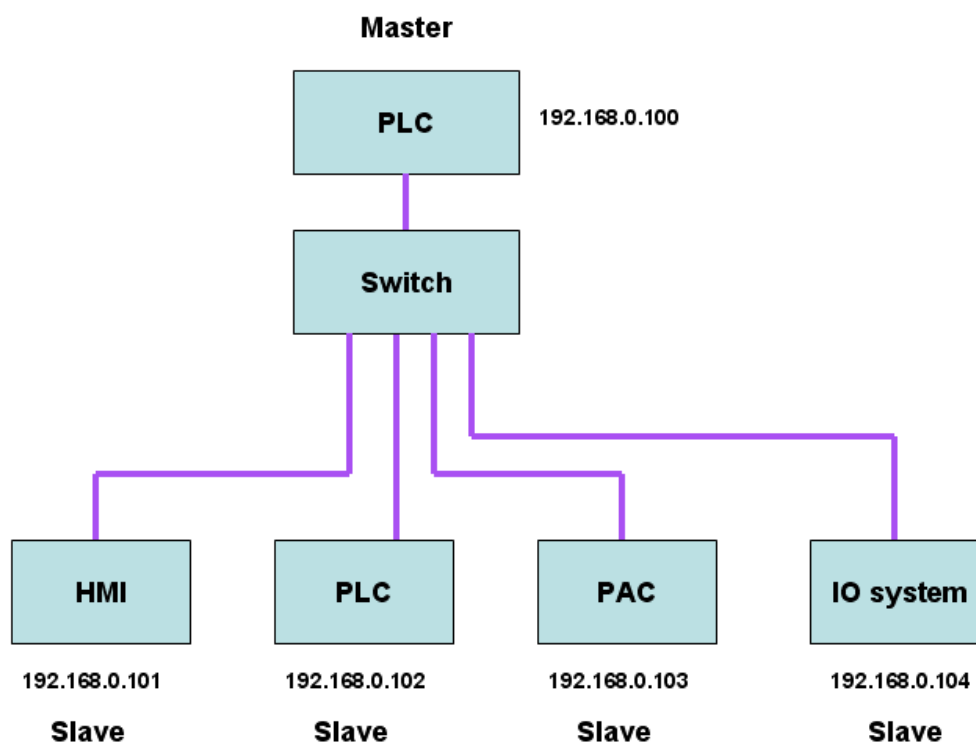 Master
PLC
192.168.0.100
Switch
HMI
PLC
PAC
IO system
192.168.0.101
192.168.0.102
192.168.0.103
192.168.0.104
Slave
Slave
Slave
Slave